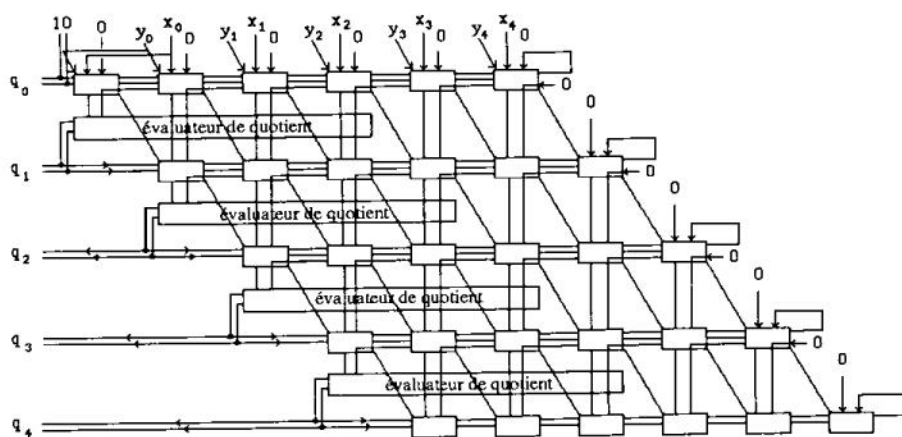 10 0 y₀ x₀ 0 y₁ x₁ 0 y₂ x₂ 0 y₃ x₃ 0 y₄ x₄ 0
q₀ 0
0
évaluateur de quotient
q₁ 0
0
évaluateur de quotient
q₂ 0
0
évaluateur de quotient
q₃ 0
0
évaluateur de quotient
q₄